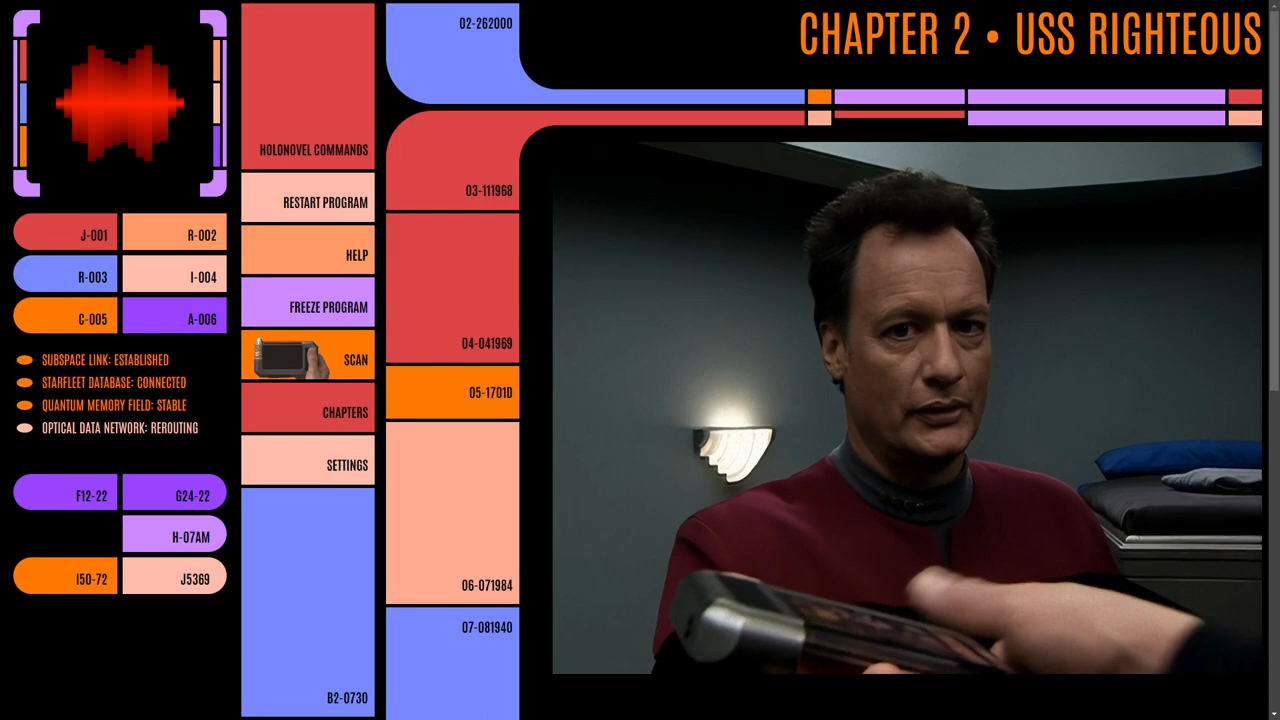 CHAPTER 2 • USS RIGHTEOUS
J-001
R-002
R-003
I-004
C-005
A-006
SUBSPACE LINK: ESTABLISHED
STARFLEET DATABASE: CONNECTED
QUANTUM MEMORY FIELD: STABLE
OPTICAL DATA NETWORK: REROUTING
F12-22
G24-22
H-07AM
I50-72
J5369
HOLONOVEL COMMANDS
RESTART PROGRAM
HELP
FREEZE PROGRAM
SCAN
CHAPTERS
SETTINGS
B2-0730
02-262000
03-111968
04-041969
05-1701D
06-071984
07-081940